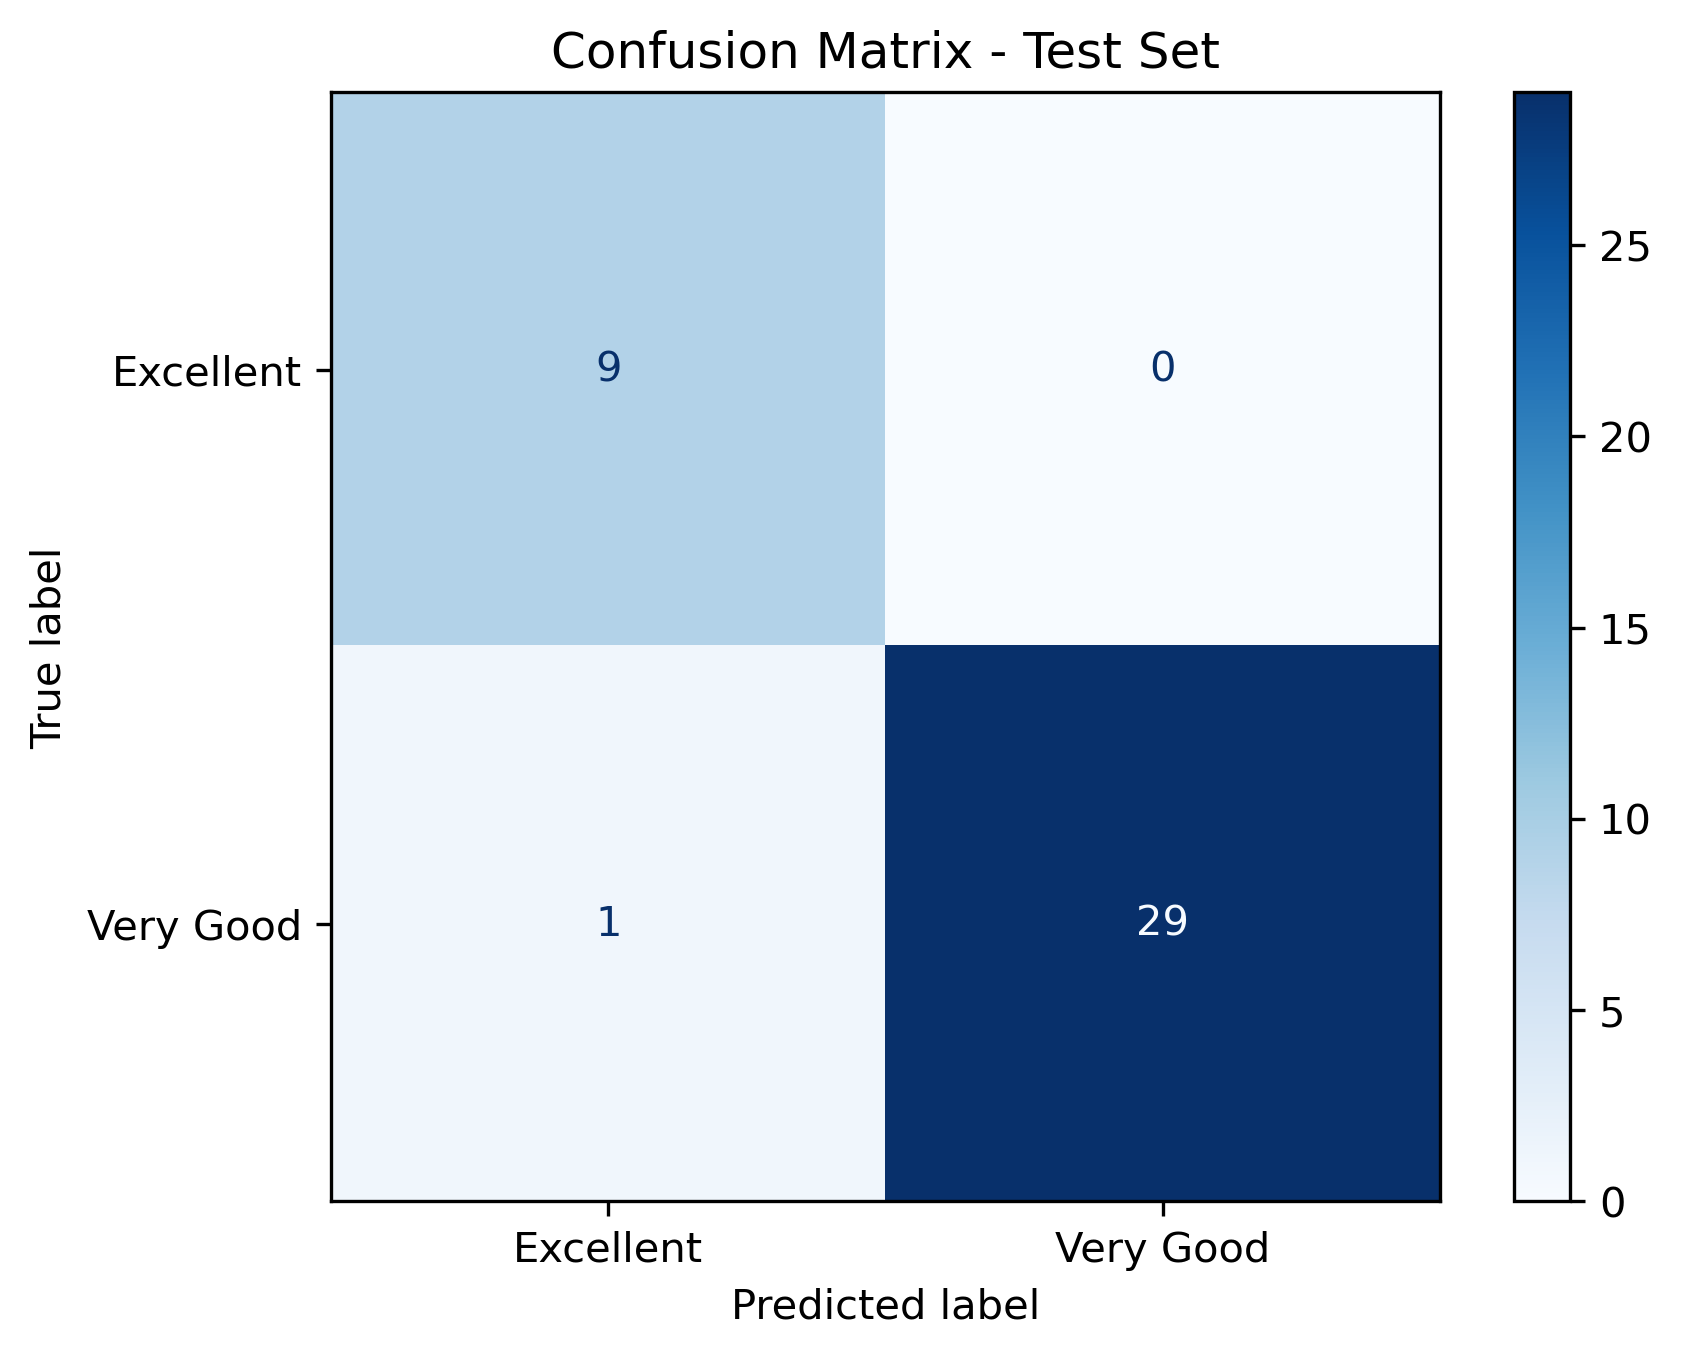 Confusion Matrix - Test Set
Excellent
9
0
25
20
15
10
5
0
True label
Very Good
1
29
Excellent
Very Good
Predicted label